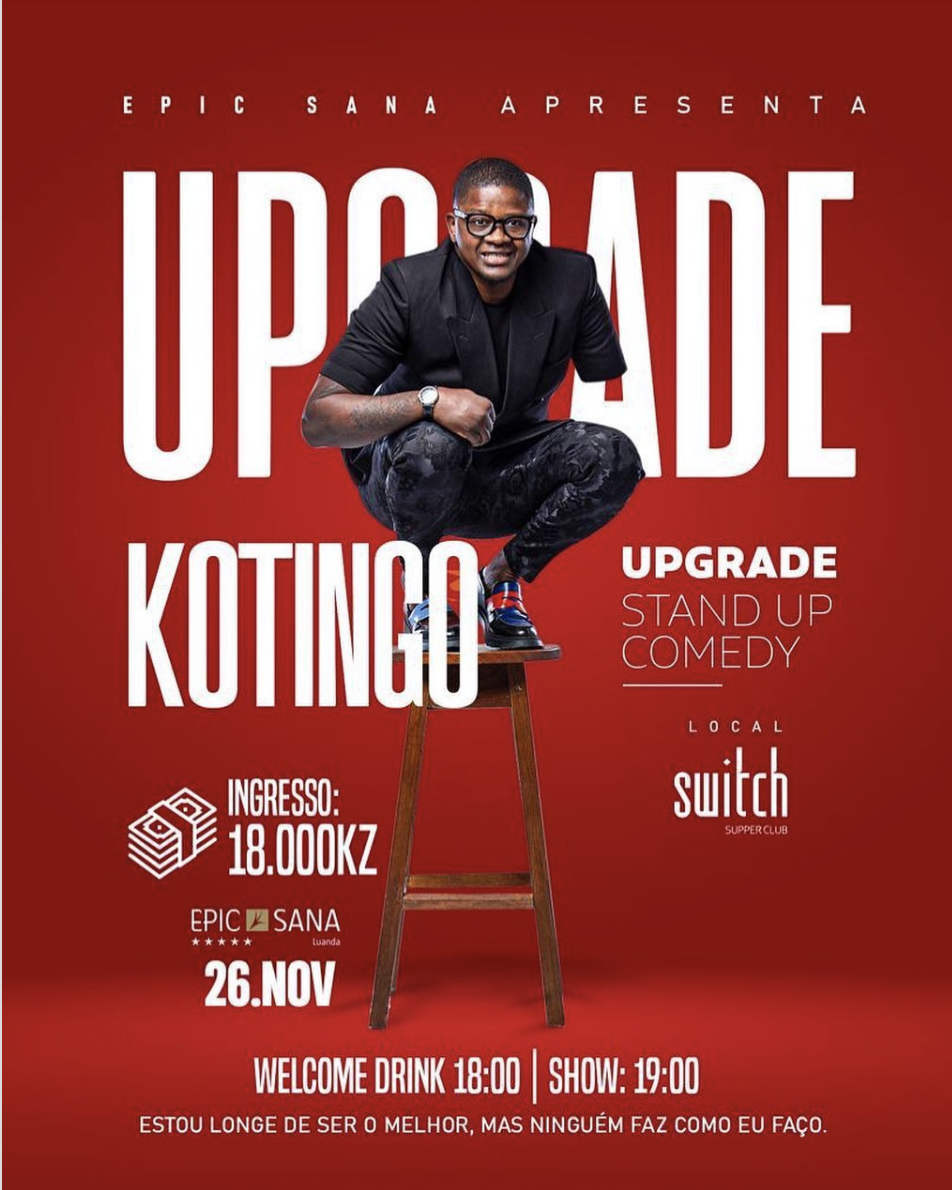 EPIC SANA APRESENTA
UPGRADE
KOTINGO
UPGRADE
STAND UP
COMEDY
LOCAL
switch
SUPPER CLUB
INGRESSO:
18.000KZ
EPIC SANA
Luanda
26.NOV
WELCOME DRINK 18:00 | SHOW: 19:00
ESTOU LONGE DE SER O MELHOR, MAS NINGUÉM FAZ COMO EU FAÇO.